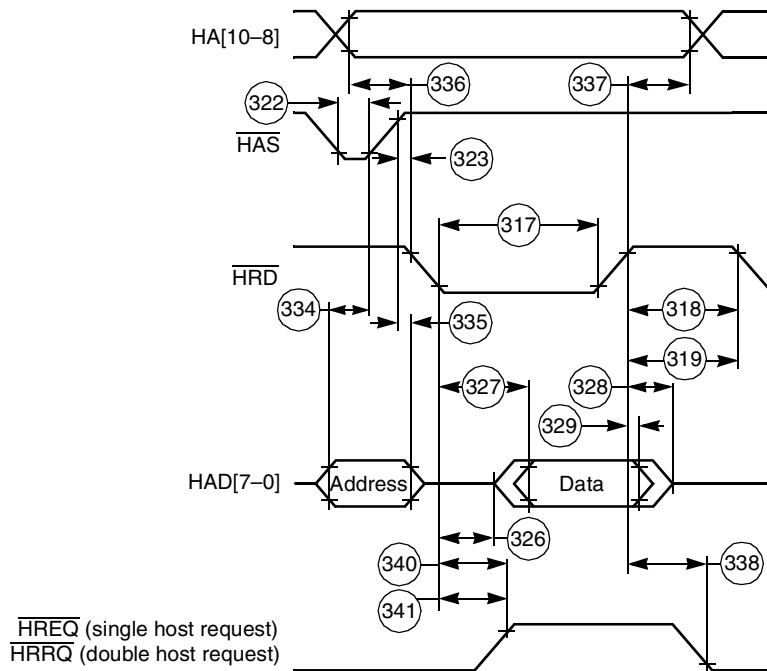 HA[10–8]
336
337
322
HAS
323
317
HRD
334
335
318
319
327
328
329
HAD[7–0]
Address
Data
326
340
338
341
HREQ (single host request)
HRRQ (double host request)